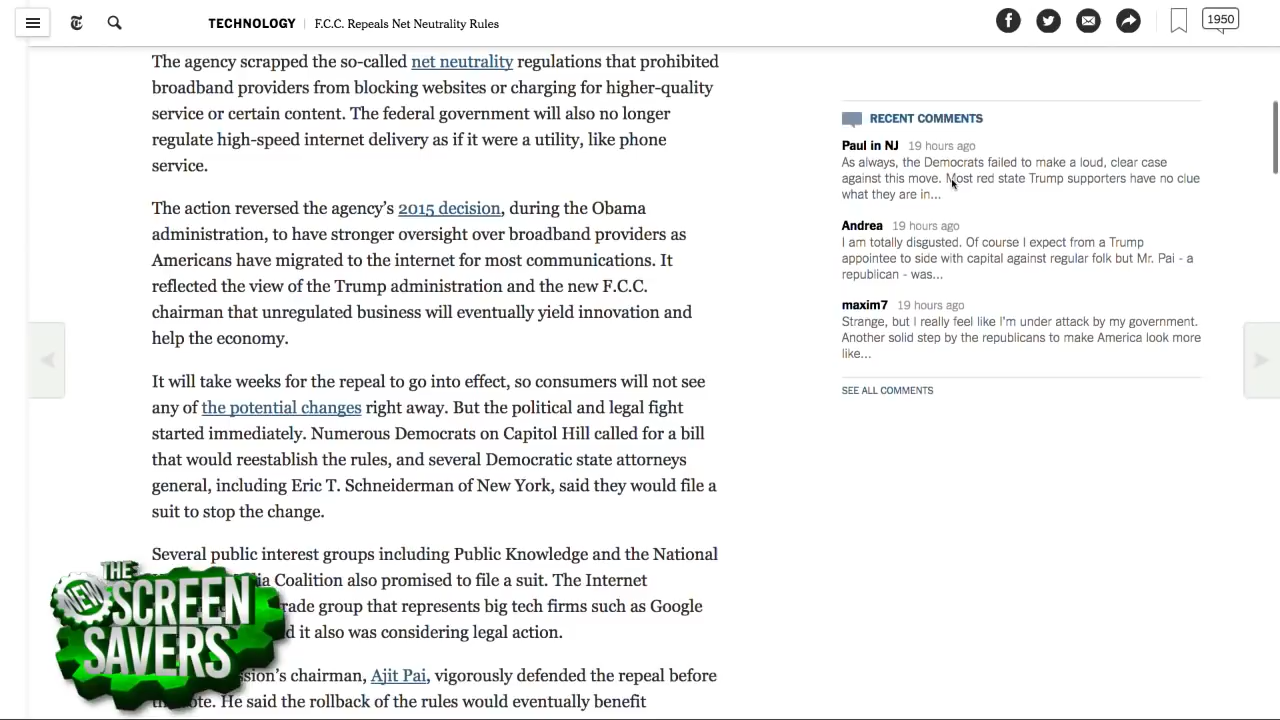 TECHNOLOGY | F.C.C. Repeals Net Neutrality Rules
1950
The agency scrapped the so-called net neutrality regulations that prohibited
broadband providers from blocking websites or charging for higher-quality
service or certain content. The federal government will also no longer
regulate high-speed internet delivery as if it were a utility, like phone
service.
The action reversed the agency’s 2015 decision, during the Obama
administration, to have stronger oversight over broadband providers as
Americans have migrated to the internet for most communications. It
reflected the view of the Trump administration and the new F.C.C.
chairman that unregulated business will eventually yield innovation and
help the economy.
It will take weeks for the repeal to go into effect, so consumers will not see
any of the potential changes right away. But the political and legal fight
started immediately. Numerous Democrats on Capitol Hill called for a bill
that would reestablish the rules, and several Democratic state attorneys
general, including Eric T. Schneiderman of New York, said they would file a
suit to stop the change.
Several public interest groups including Public Knowledge and the National
Coalition also promised to file a suit. The Internet
that represents big tech firms such as Google
it also was considering legal action.
chairman, Ajit Pai, vigorously defended the repeal before
He said the rollback of the rules would eventually benefit
RECENT COMMENTS
Paul in NJ 19 hours ago
As always, the Democrats failed to make a loud, clear case
against this move. Most red state Trump supporters have no clue
what they are in...
Andrea 19 hours ago
I am totally disgusted. Of course I expect from a Trump
appointee to side with capital against regular folk but Mr. Pai - a
republican - was...
maxim7 19 hours ago
Strange, but I really feel like I'm under attack by my government.
Another solid step by the republicans to make America look more
like...
SEE ALL COMMENTS
THE
NEW
SCREEN
SAVERS